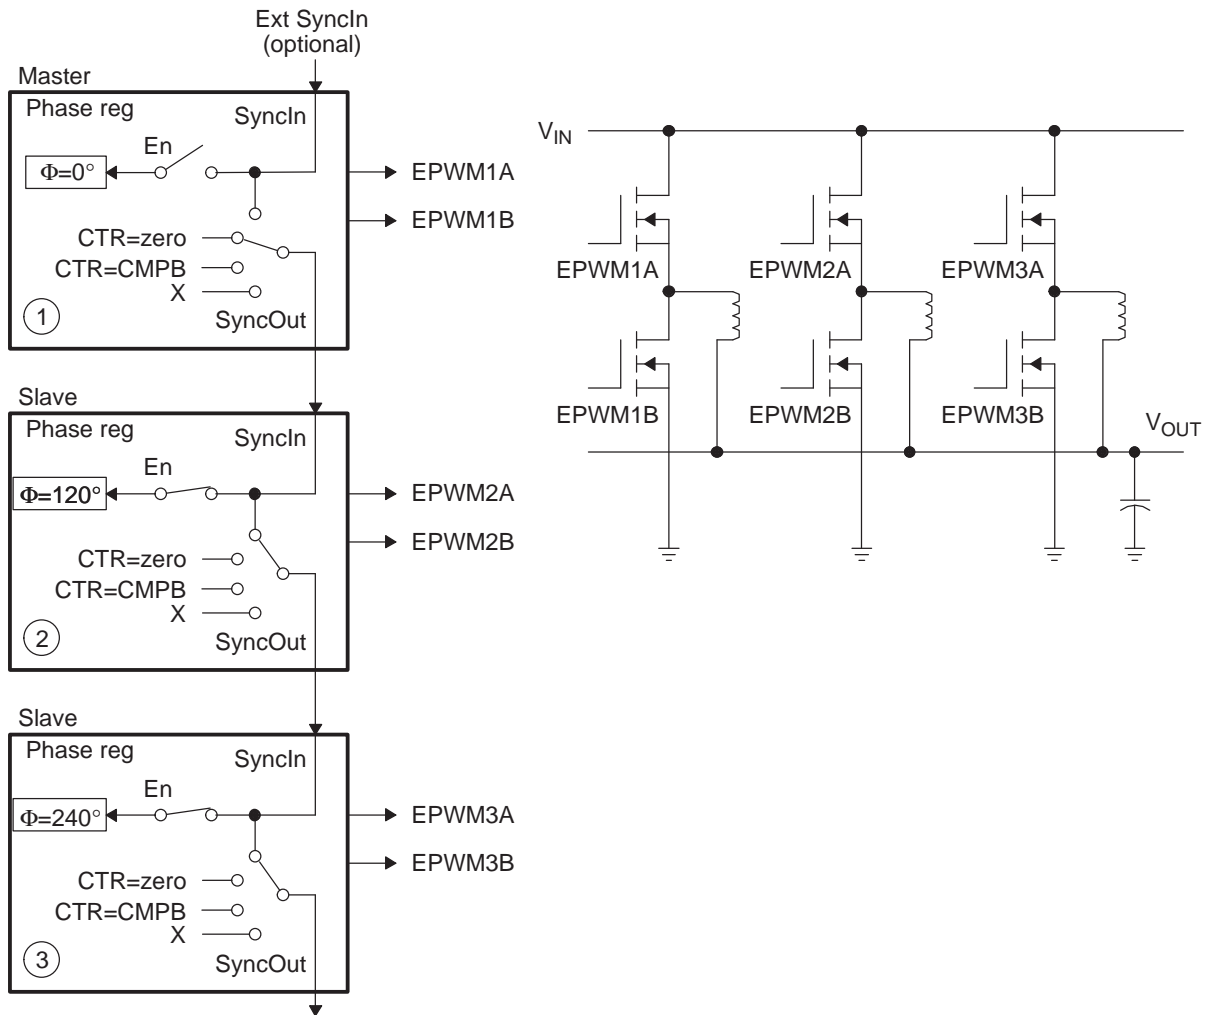 Ext SyncIn
(optional)
Master
Phase reg
SyncIn
En
Φ=0°
EPWM1A
EPWM1B
CTR=zero
CTR=CMPB
X
1
SyncOut
Slave
Phase reg
SyncIn
En
Φ=120°
EPWM2A
EPWM2B
CTR=zero
CTR=CMPB
X
2
SyncOut
Slave
Phase reg
SyncIn
En
Φ=240°
EPWM3A
EPWM3B
CTR=zero
CTR=CMPB
X
3
SyncOut
VIN
EPWM1A
EPWM2A
EPWM3A
EPWM1B
EPWM2B
EPWM3B
VOUT